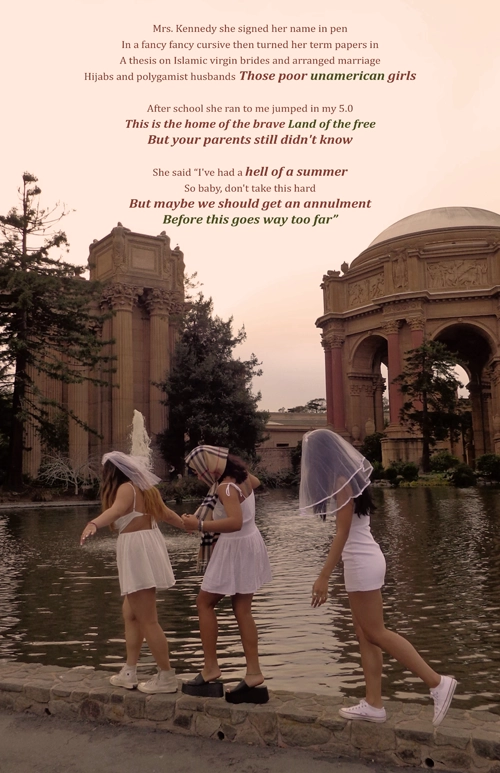 Mrs. Kennedy she signed her name in pen
In a fancy fancy cursive then turned her term papers in
A thesis on Islamic virgin brides and arranged marriage
Hijabs and polygamist husbands Those poor unamerican girls
After school she ran to me jumped in my 5.0
This is the home of the brave Land of the free
But your parents still didn't know
She said "I've had a hell of a summer
So baby, don't take this hard
But maybe we should get an annulment
Before this goes way too far"